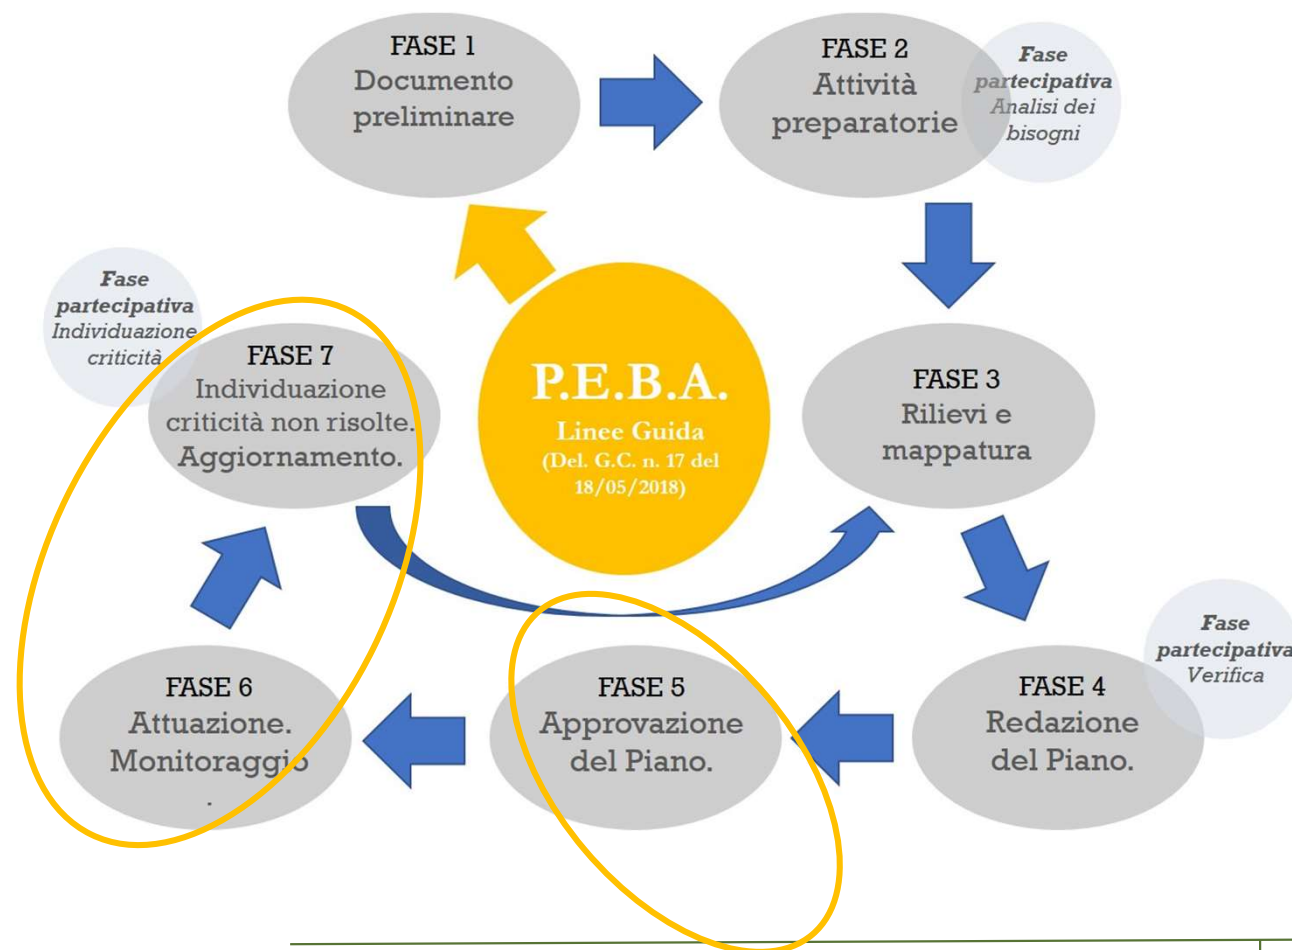 FASE 1
Documento
preliminare
FASE 2
Attività
preparatorie
Fase
partecipativa
Analisi dei
bisogni
Fase
partecipativa
Individuazione
criticità
FASE 7
Individuazione
criticità non risolte.
Aggiornamento.
P.E.B.A.
Linee Guida
(Del. G.C. n. 17 del
18/05/2018)
FASE 3
Rilievi e
mappatura
FASE 6
Attuazione.
Monitoraggio
.
FASE 5
Approvazione
del Piano.
FASE 4
Redazione
del Piano.
Fase
partecipativa
Verifica